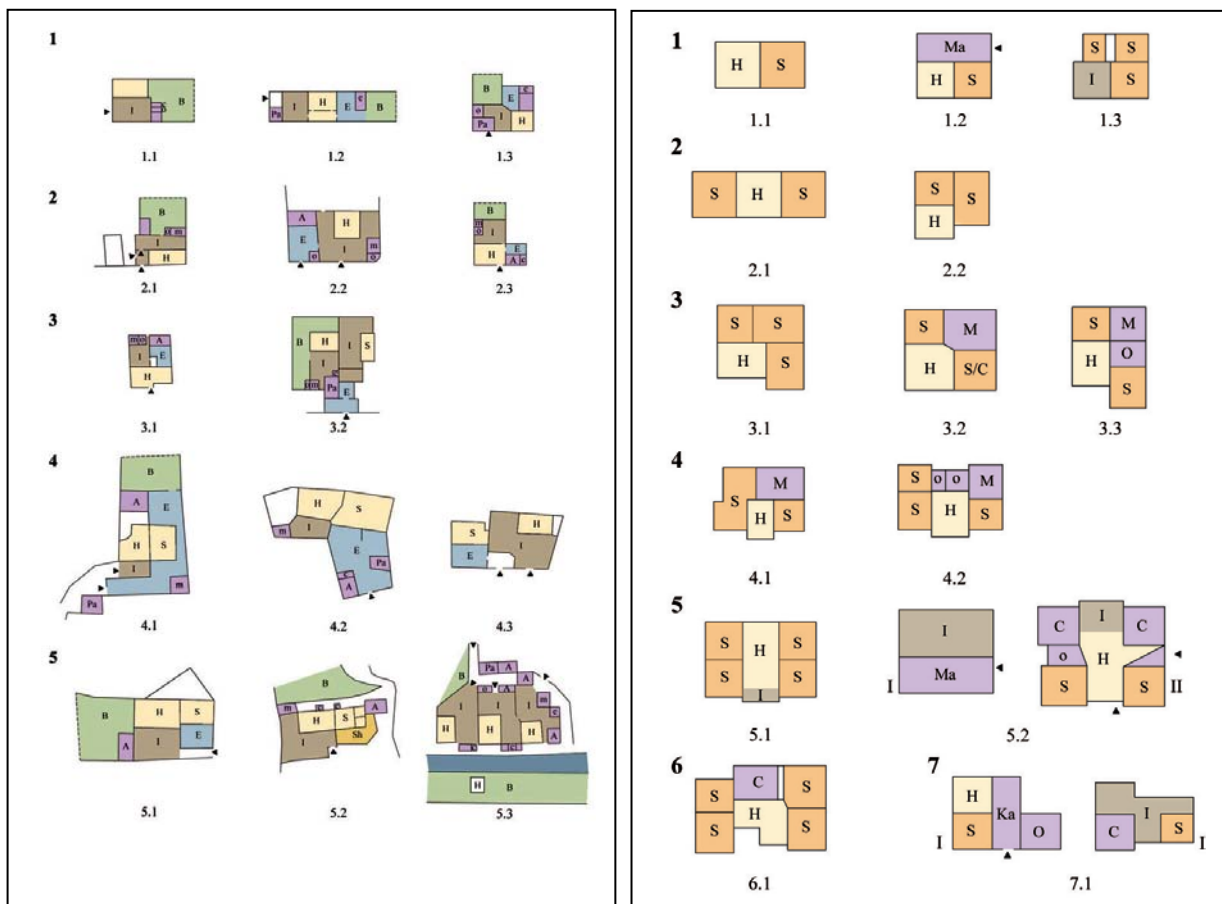 1
I S B
1.1
Pa I H E e B
1.2
B E e
o I H
Pa
1.3
2
B
m
I
H
2.1
A
E H I m
o o
2.2
B
m
o I
H E
A e
2.3
3
m o A
I E
H
3.1
B H I S
I
o m Pa E
3.2
4
B
A E
H S
I
Pa m
4.1
H S
m I
E
Pa
e
A
4.2
S H
E I
4.3
5
B H S
A I E
5.1
B
m A
H S
I Sh
5.2
B Pa A
A
o A
I I I m
e
H H H A
H B
5.3
1
H S
1.1
Ma
H S
1.2
S S
I S
1.3
2
S H S
2.1
S S
H
2.2
3
S S
H S
3.1
S M
H S/C
3.2
S M
H O
S
3.3
4
S M
H S
4.1
S o o M
S H S
4.2
5
S H S
S S
I
5.1
I
I Ma
C I C
o H
S S II
5.2
6
C
S S
H
S S
6.1
7
H
Ka
I S O
I
C S I
7.1